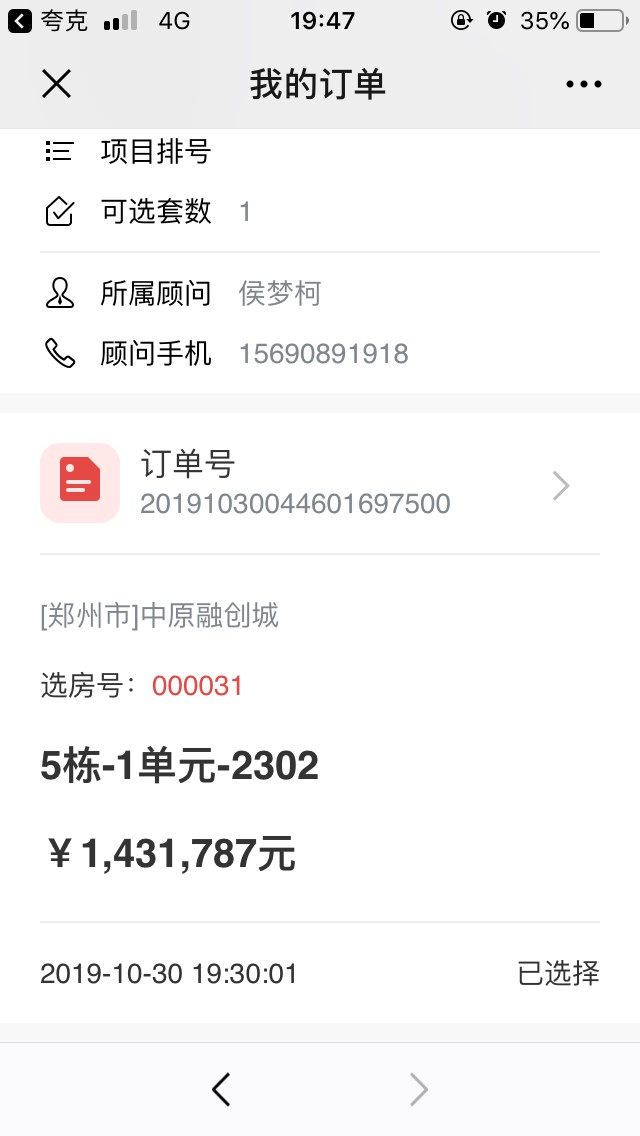 夸克 4G 19:47 35%
我的订单
项目排号
可选套数 1
所属顾问 侯梦柯
顾问手机 15690891918
订单号
20191030044601697500
[郑州市]中原融创城
选房号：000031
5栋-1单元-2302
￥1,431,787元
2019-10-30 19:30:01 已选择